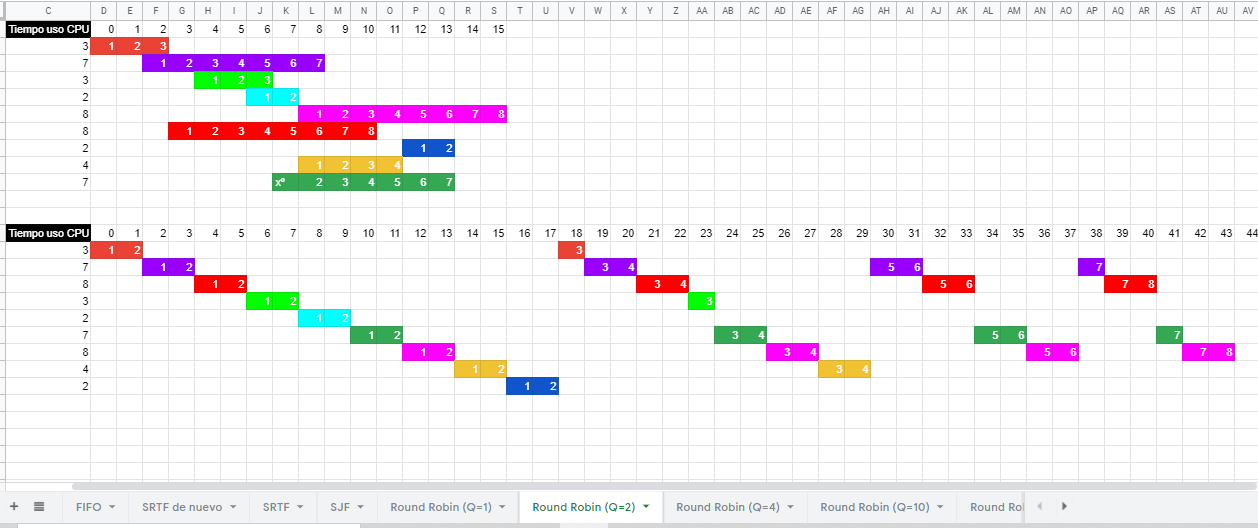 C D E F G H I J K L M N O P Q R S T U V W X Y Z AA AB AC AD AE AF AG AH AI AJ AK AL AM AN AO AP AQ AR AS AT AU AV
Tiempo uso CPU 0 1 2 3 4 5 6 7 8 9 10 11 12 13 14 15
3 1 2 3
7 1 2 3 4 5 6 7
3 1 2 3
2 1 2
8 1 2 3 4 5 6 7 8
8 1 2 3 4 5 6 7 8
2 1 2
4 1 2 3 4
7 xº 2 3 4 5 6 7
Tiempo uso CPU 0 1 2 3 4 5 6 7 8 9 10 11 12 13 14 15 16 17 18 19 20 21 22 23 24 25 26 27 28 29 30 31 32 33 34 35 36 37 38 39 40 41 42 43 44
3 1 2 3
7 1 2 3 4 5 6 7
8 1 2 3 4 5 6 7 8
3 1 2 3
2 1 2
7 1 2 3 4 5 6 7
8 1 2 3 4 5 6 7 8
4 1 2 3 4
2 1 2
FIFO SRTF de nuevo SRTF SJF Round Robin (Q=1) Round Robin (Q=2) Round Robin (Q=4) Round Robin (Q=10) Round Rol